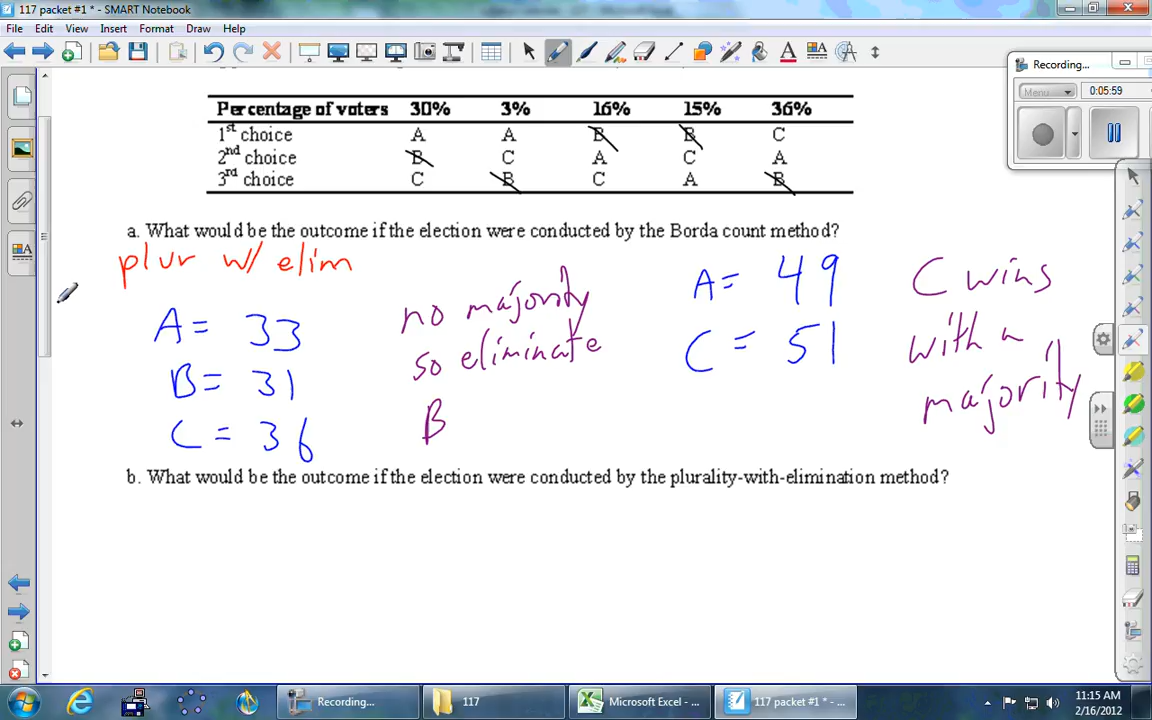 117 packet #1 * - SMART Notebook
File Edit View Insert Format Draw Help
Recording...
Menu
0:05:59
Percentage of voters 30% 3% 16% 15% 36%
1st choice A A B B C
2nd choice B C A C A
3rd choice C B C A B
a. What would be the outcome if the election were conducted by the Borda count method?
plur w/ elim
A = 33
B = 31
C = 36
no majority
so eliminate
B
A = 49
C = 51
C wins
with a
majority
b. What would be the outcome if the election were conducted by the plurality-with-elimination method?
Recording...
117
Microsoft Excel - ...
117 packet #1 * - ...
11:15 AM
2/16/2012